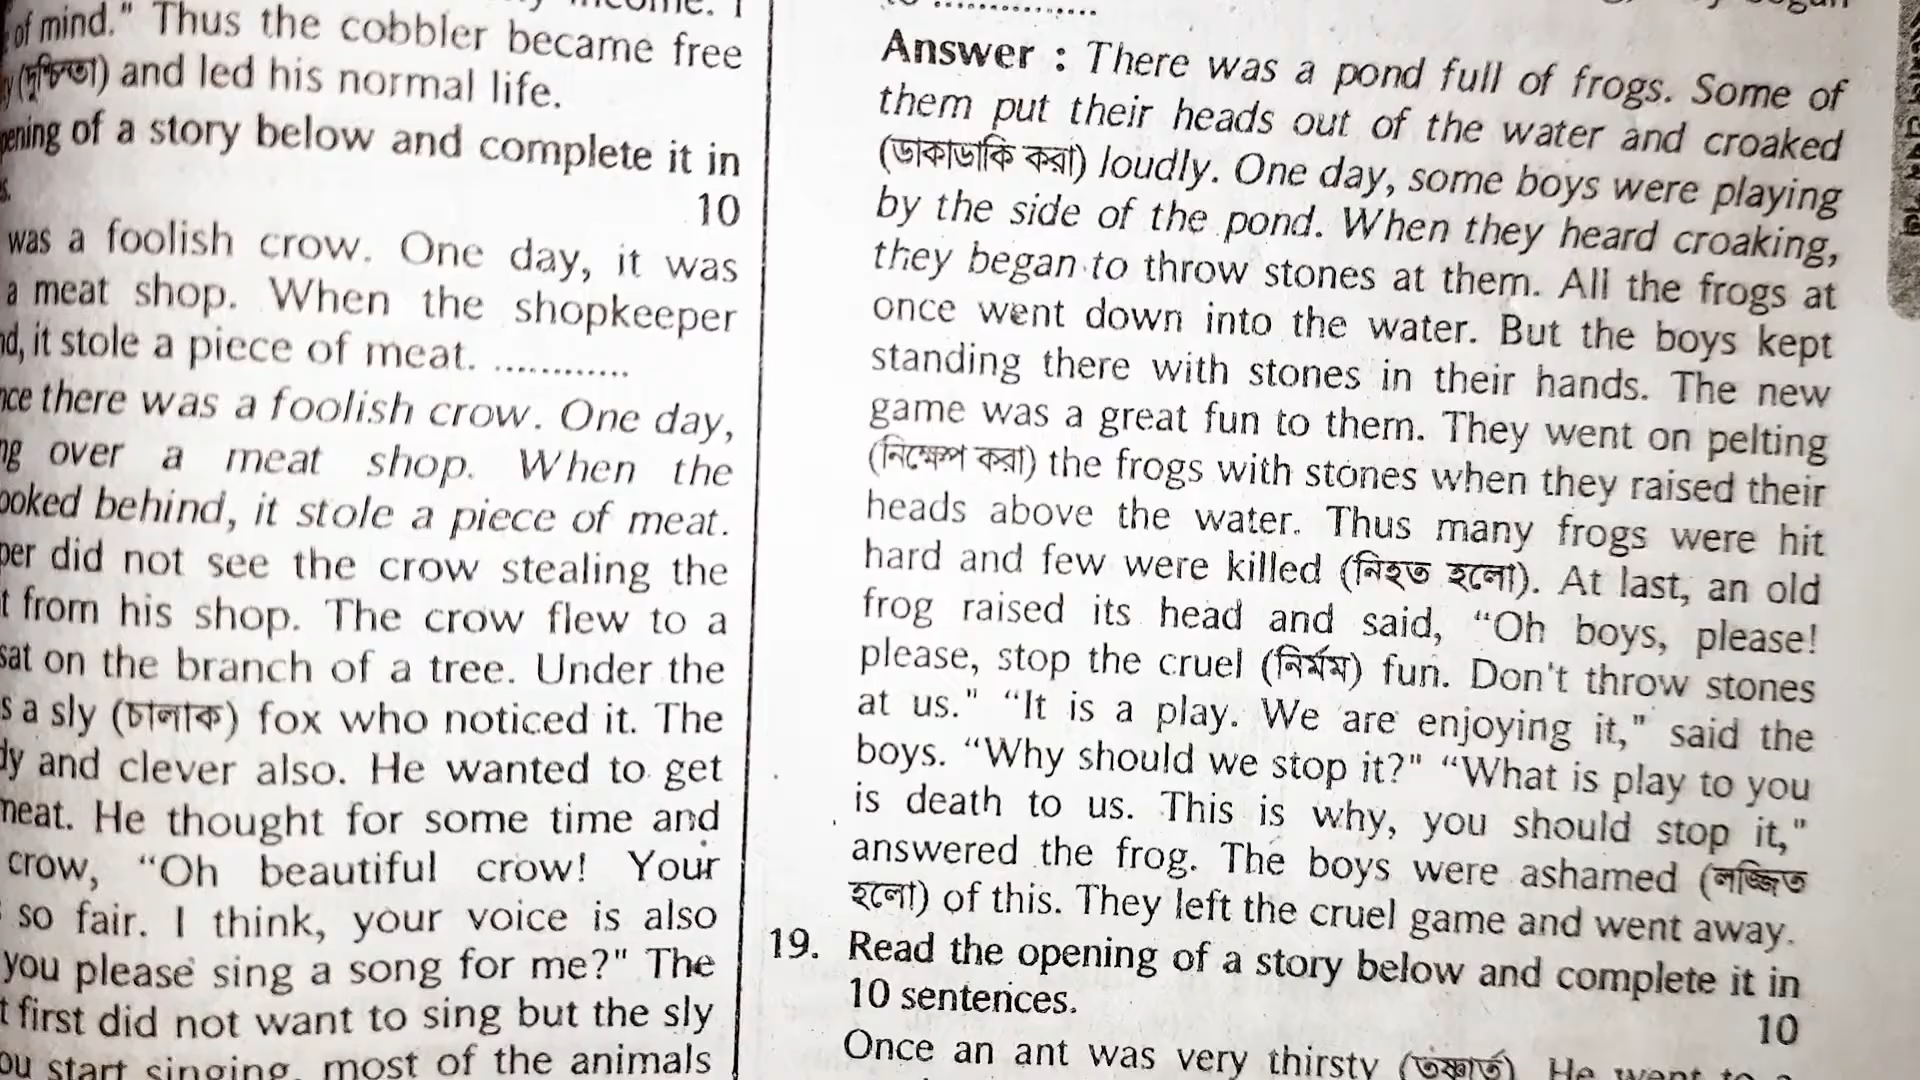 of mind." Thus the cobbler became free
(দুশ্চিন্তা) and led his normal life.
of a story below and complete it in
10
was a foolish crow. One day, it was
a meat shop. When the shopkeeper
it stole a piece of meat. ............
there was a foolish crow. One day,
over a meat shop. When the
behind, it stole a piece of meat.
did not see the crow stealing the
from his shop. The crow flew to a
sat on the branch of a tree. Under the
a sly (চালাক) fox who noticed it. The
and clever also. He wanted to get
meat. He thought for some time and
crow, “Oh beautiful crow! Your
so fair. I think, your voice is also
you please sing a song for me?" The
first did not want to sing but the sly
start singing, most of the animals
Answer : There was a pond full of frogs. Some of
them put their heads out of the water and croaked
(ডাকাডাকি করা) loudly. One day, some boys were playing
by the side of the pond. When they heard croaking,
they began to throw stones at them. All the frogs at
once went down into the water. But the boys kept
standing there with stones in their hands. The new
game was a great fun to them. They went on pelting
(নিক্ষেপ করা) the frogs with stones when they raised their
heads above the water. Thus many frogs were hit
hard and few were killed (নিহত হলো). At last, an old
frog raised its head and said, “Oh boys, please!
please, stop the cruel (নির্মম) fun. Don't throw stones
at us." “It is a play. We are enjoying it," said the
boys. “Why should we stop it?" “What is play to you
is death to us. This is why, you should stop it,"
answered the frog. The boys were ashamed (লজ্জিত
হলো) of this. They left the cruel game and went away.
19. Read the opening of a story below and complete it in
10 sentences.
10
Once an ant was very thirsty (তৃষ্ণার্ত). He went to a